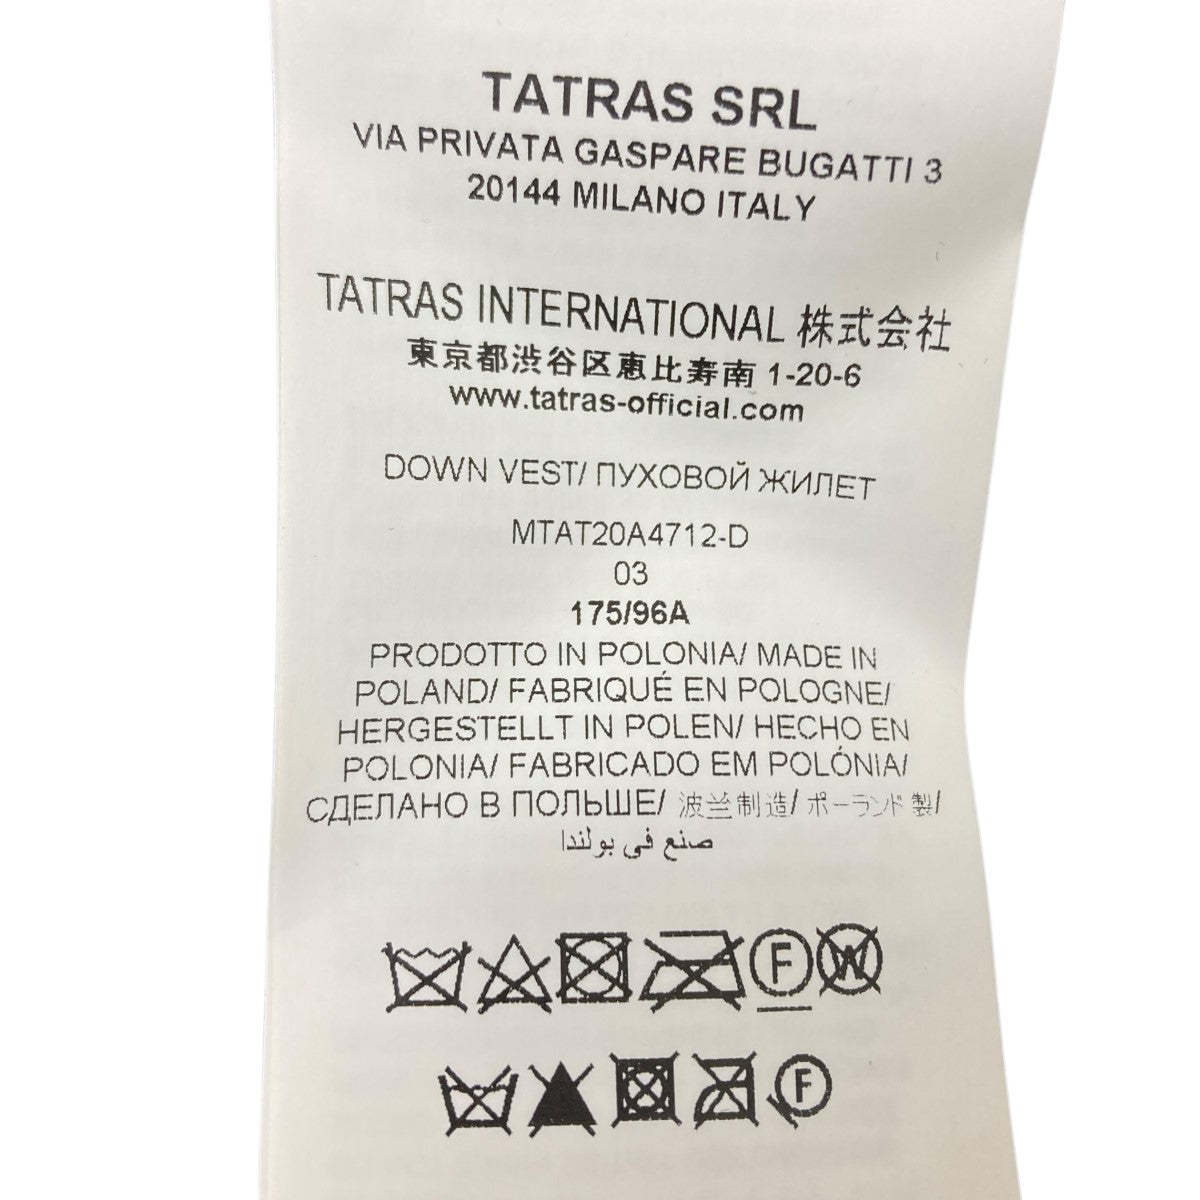 TATRAS SRL
VIA PRIVATA GASPARE BUGATTI 3
20144 MILANO ITALY
TATRAS INTERNATIONAL 株式会社
東京都渋谷区恵比寿南 1-20-6
www.tatras-official.com
DOWN VEST/ ПУХОВОЙ ЖИЛЕТ
MTAT20A4712-D
03
175/96A
PRODOTTO IN POLONIA/ MADE IN
POLAND/ FABRIQUÉ EN POLOGNE/
HERGESTELLT IN POLEN/ HECHO EN
POLONIA/ FABRICADO EM POLÓNIA/
СДЕЛАНО В ПОЛЬШЕ/ 波兰制造/ ポーランド製/
صنع في بولندا
F W
F